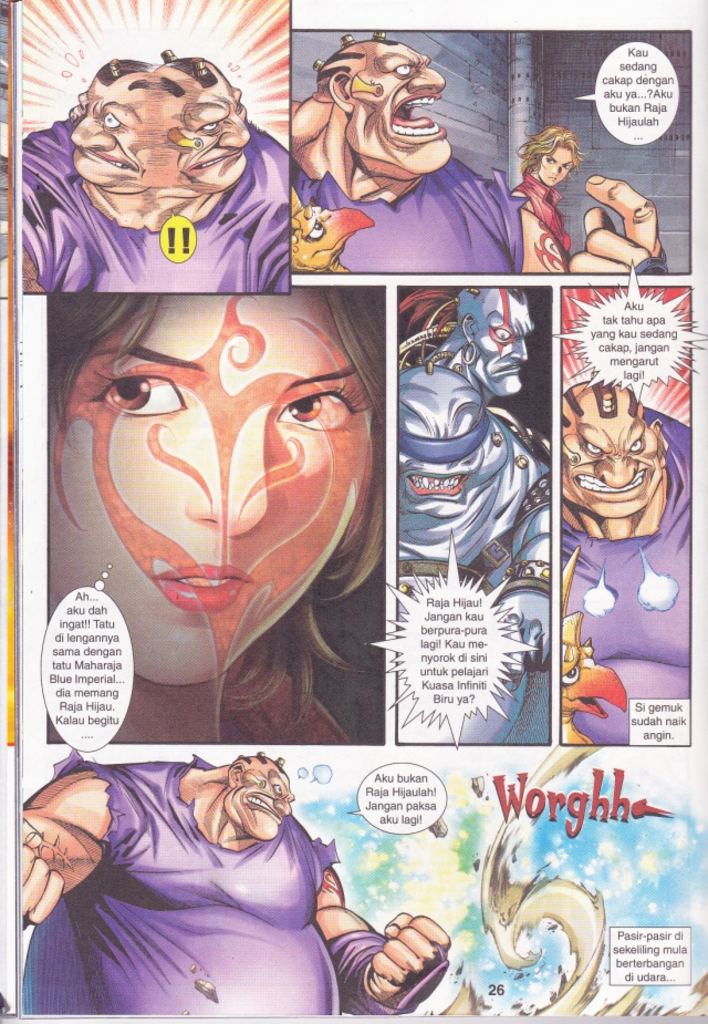 !!
Kau
sedang
cakap dengan
aku ya...?Aku
bukan Raja
Hijaulah
...
Ah...
aku dah
ingat!! Tatu
di lengannya
sama dengan
tatu Maharaja
Blue Imperial...
dia memang
Raja Hijau.
Kalau begitu
....
Raja Hijau!
Jangan kau
berpura-pura
lagi! Kau me-
nyorok di sini
untuk pelajari
Kuasa Infiniti
Biru ya?
Aku
tak tahu apa
yang kau sedang
cakap, jangan
mengarut
lagi!
Si gemuk
sudah naik
angin.
Aku bukan
Raja Hijaulah!
Jangan paksa
aku lagi!
Worghh
Pasir-pasir di
sekeliling mula
berterbangan
di udara...
26